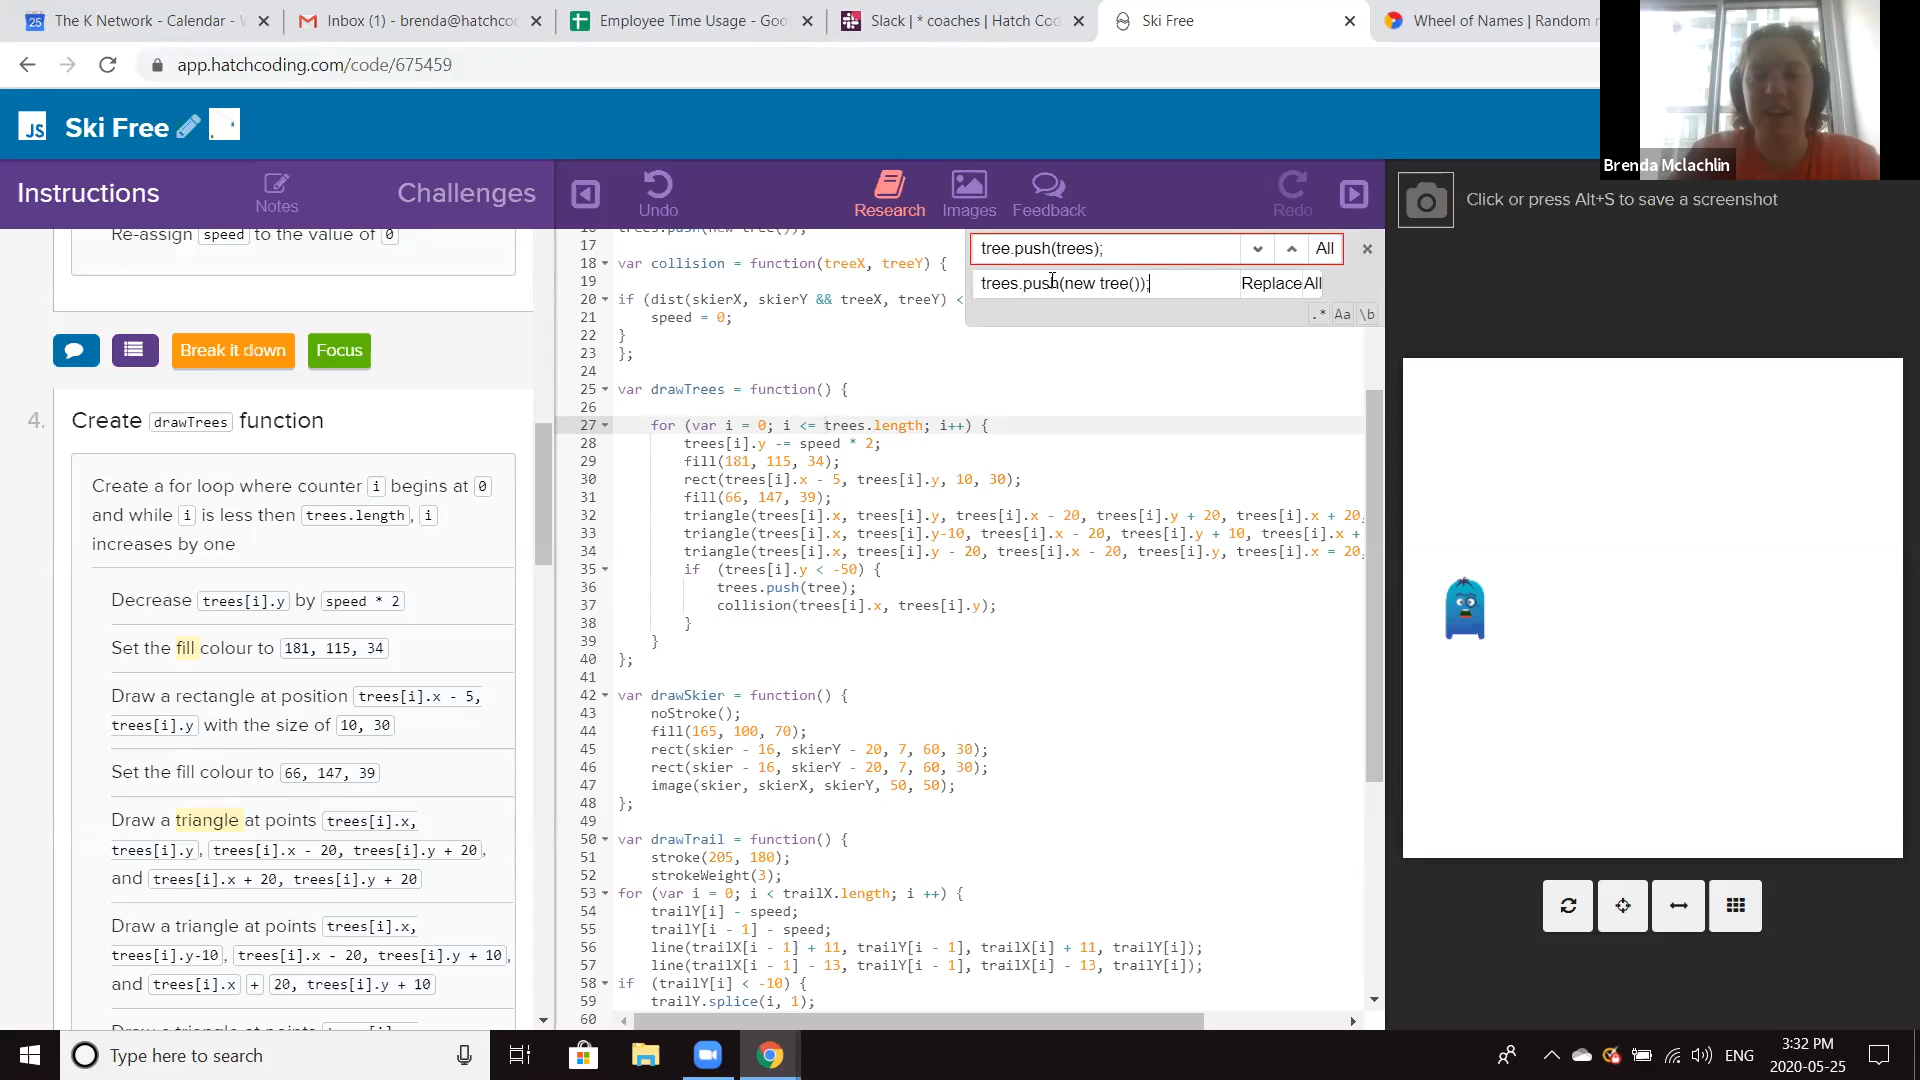 The K Network - Calendar -
Inbox (1) - brenda@hatchco
Employee Time Usage - Goo
Slack | * coaches | Hatch Cod
Ski Free
Wheel of Names | Random
app.hatchcoding.com/code/675459
JS
Ski Free
Brenda Mclachlin
Instructions
Notes
Challenges
Undo
Research
Images
Feedback
Redo
Click or press Alt+S to save a screenshot
Re-assign speed to the value of 0
Break it down
Focus
4.
Create drawTrees function
Create a for loop where counter i begins at 0
and while i is less then trees.length, i
increases by one
Decrease trees[i].y by speed * 2
Set the fill colour to 181, 115, 34
Draw a rectangle at position trees[i].x - 5,
trees[i].y with the size of 10, 30
Set the fill colour to 66, 147, 39
Draw a triangle at points trees[i].x,
trees[i].y, trees[i].x - 20, trees[i].y + 20,
and trees[i].x + 20, trees[i].y + 20
Draw a triangle at points trees[i].x,
trees[i].y-10, trees[i].x - 20, trees[i].y + 10,
and trees[i].x + 20, trees[i].y + 10
Draw a triangle at points trees[i].x,
tree.push(trees);
All
trees.push(new tree());
Replace
All
.*
Aa
\b
16 trees.push(new tree());
17
18 var collision = function(treeX, treeY) {
19
20 if (dist(skierX, skierY && treeX, treeY) <
21 speed = 0;
22 }
23 };
24
25 var drawTrees = function() {
26
27 for (var i = 0; i <= trees.length; i++) {
28 trees[i].y -= speed * 2;
29 fill(181, 115, 34);
30 rect(trees[i].x - 5, trees[i].y, 10, 30);
31 fill(66, 147, 39);
32 triangle(trees[i].x, trees[i].y, trees[i].x - 20, trees[i].y + 20, trees[i].x + 20,
33 triangle(trees[i].x, trees[i].y-10, trees[i].x - 20, trees[i].y + 10, trees[i].x +
34 triangle(trees[i].x, trees[i].y - 20, trees[i].x - 20, trees[i].y, trees[i].x = 20,
35 if (trees[i].y < -50) {
36 trees.push(tree);
37 collision(trees[i].x, trees[i].y);
38 }
39 }
40 };
41
42 var drawSkier = function() {
43 noStroke();
44 fill(165, 100, 70);
45 rect(skier - 16, skierY - 20, 7, 60, 30);
46 rect(skier - 16, skierY - 20, 7, 60, 30);
47 image(skier, skierX, skierY, 50, 50);
48 };
49
50 var drawTrail = function() {
51 stroke(205, 180);
52 strokeWeight(3);
53 for (var i = 0; i < trailX.length; i ++) {
54 trailY[i] - speed;
55 trailY[i - 1] - speed;
56 line(trailX[i - 1] + 11, trailY[i - 1], trailX[i] + 11, trailY[i]);
57 line(trailX[i - 1] - 13, trailY[i - 1], trailX[i] - 13, trailY[i]);
58 if (trailY[i] < -10) {
59 trailY.splice(i, 1);
60
Type here to search
ENG
3:32 PM
2020-05-25